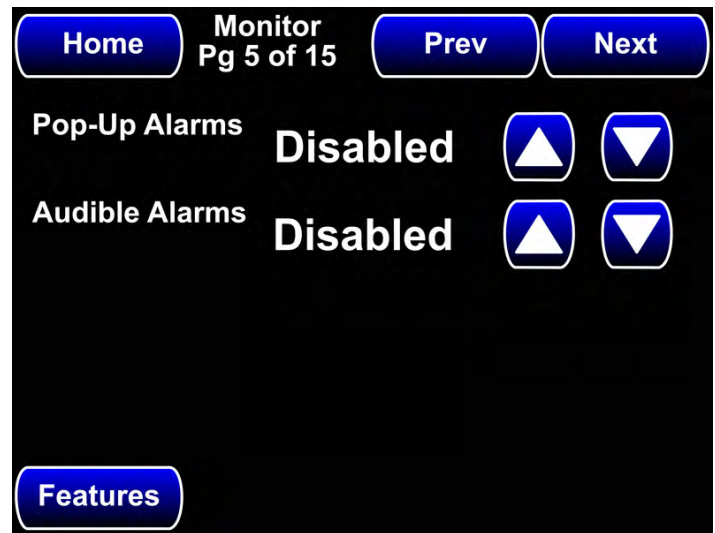 Home
Monitor
Pg 5 of 15
Prev
Next
Pop-Up Alarms
Disabled
Audible Alarms
Disabled
Features